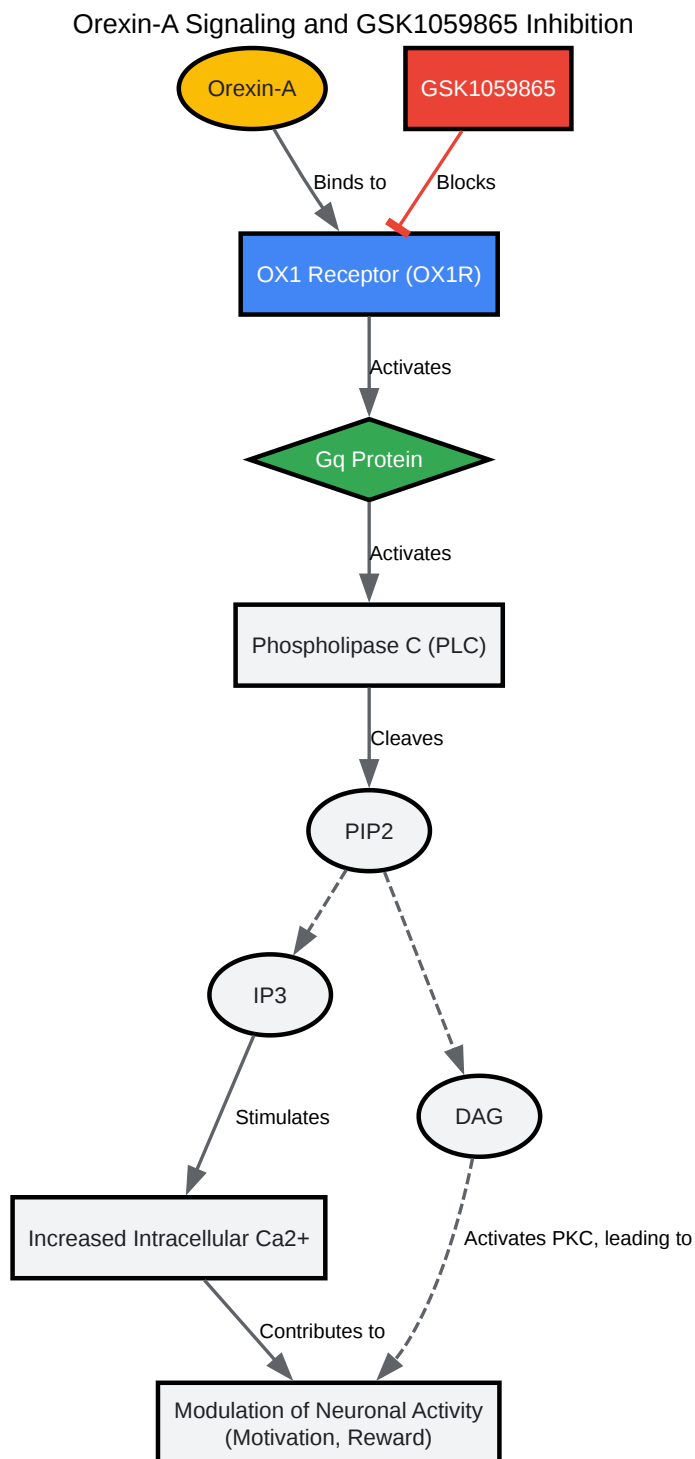 Orexin-A Signaling and GSK1059865 Inhibition
Orexin-A
GSK1059865
Binds to
Blocks
OX1 Receptor (OX1R)
Activates
Gq Protein
Activates
Phospholipase C (PLC)
Cleaves
PIP2
IP3
Stimulates
DAG
Increased Intracellular Ca2+
Activates PKC, leading to
Contributes to
Modulation of Neuronal Activity
(Motivation, Reward)